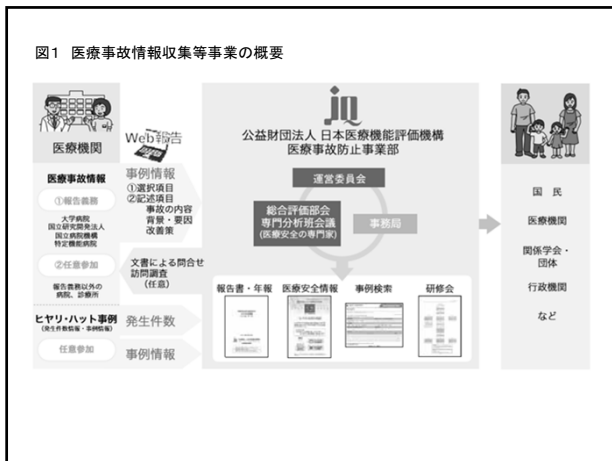 図1 医療事故情報収集等事業の概要
医療機関
医療事故情報
①報告義務
大学病院
国立研究開発法人
国立病院機構
特定機能病院
②任意参加
報告義務以外の
病院、診療所
ヒヤリ・ハット事例
(発生件数情報・事例情報)
任意参加
Web報告
事例情報
①選択項目
②記述項目
事故の内容
背景・要因
改善策
文書による問合せ
訪問調査
(任意)
発生件数
事例情報
jq
公益財団法人 日本医療機能評価機構
医療事故防止事業部
運営委員会
総合評価部会
専門分析班会議
(医療安全の専門家)
事務局
報告書・年報
医療安全情報
事例検索
研修会
国 民
医療機関
関係学会・
団体
行政機関
など